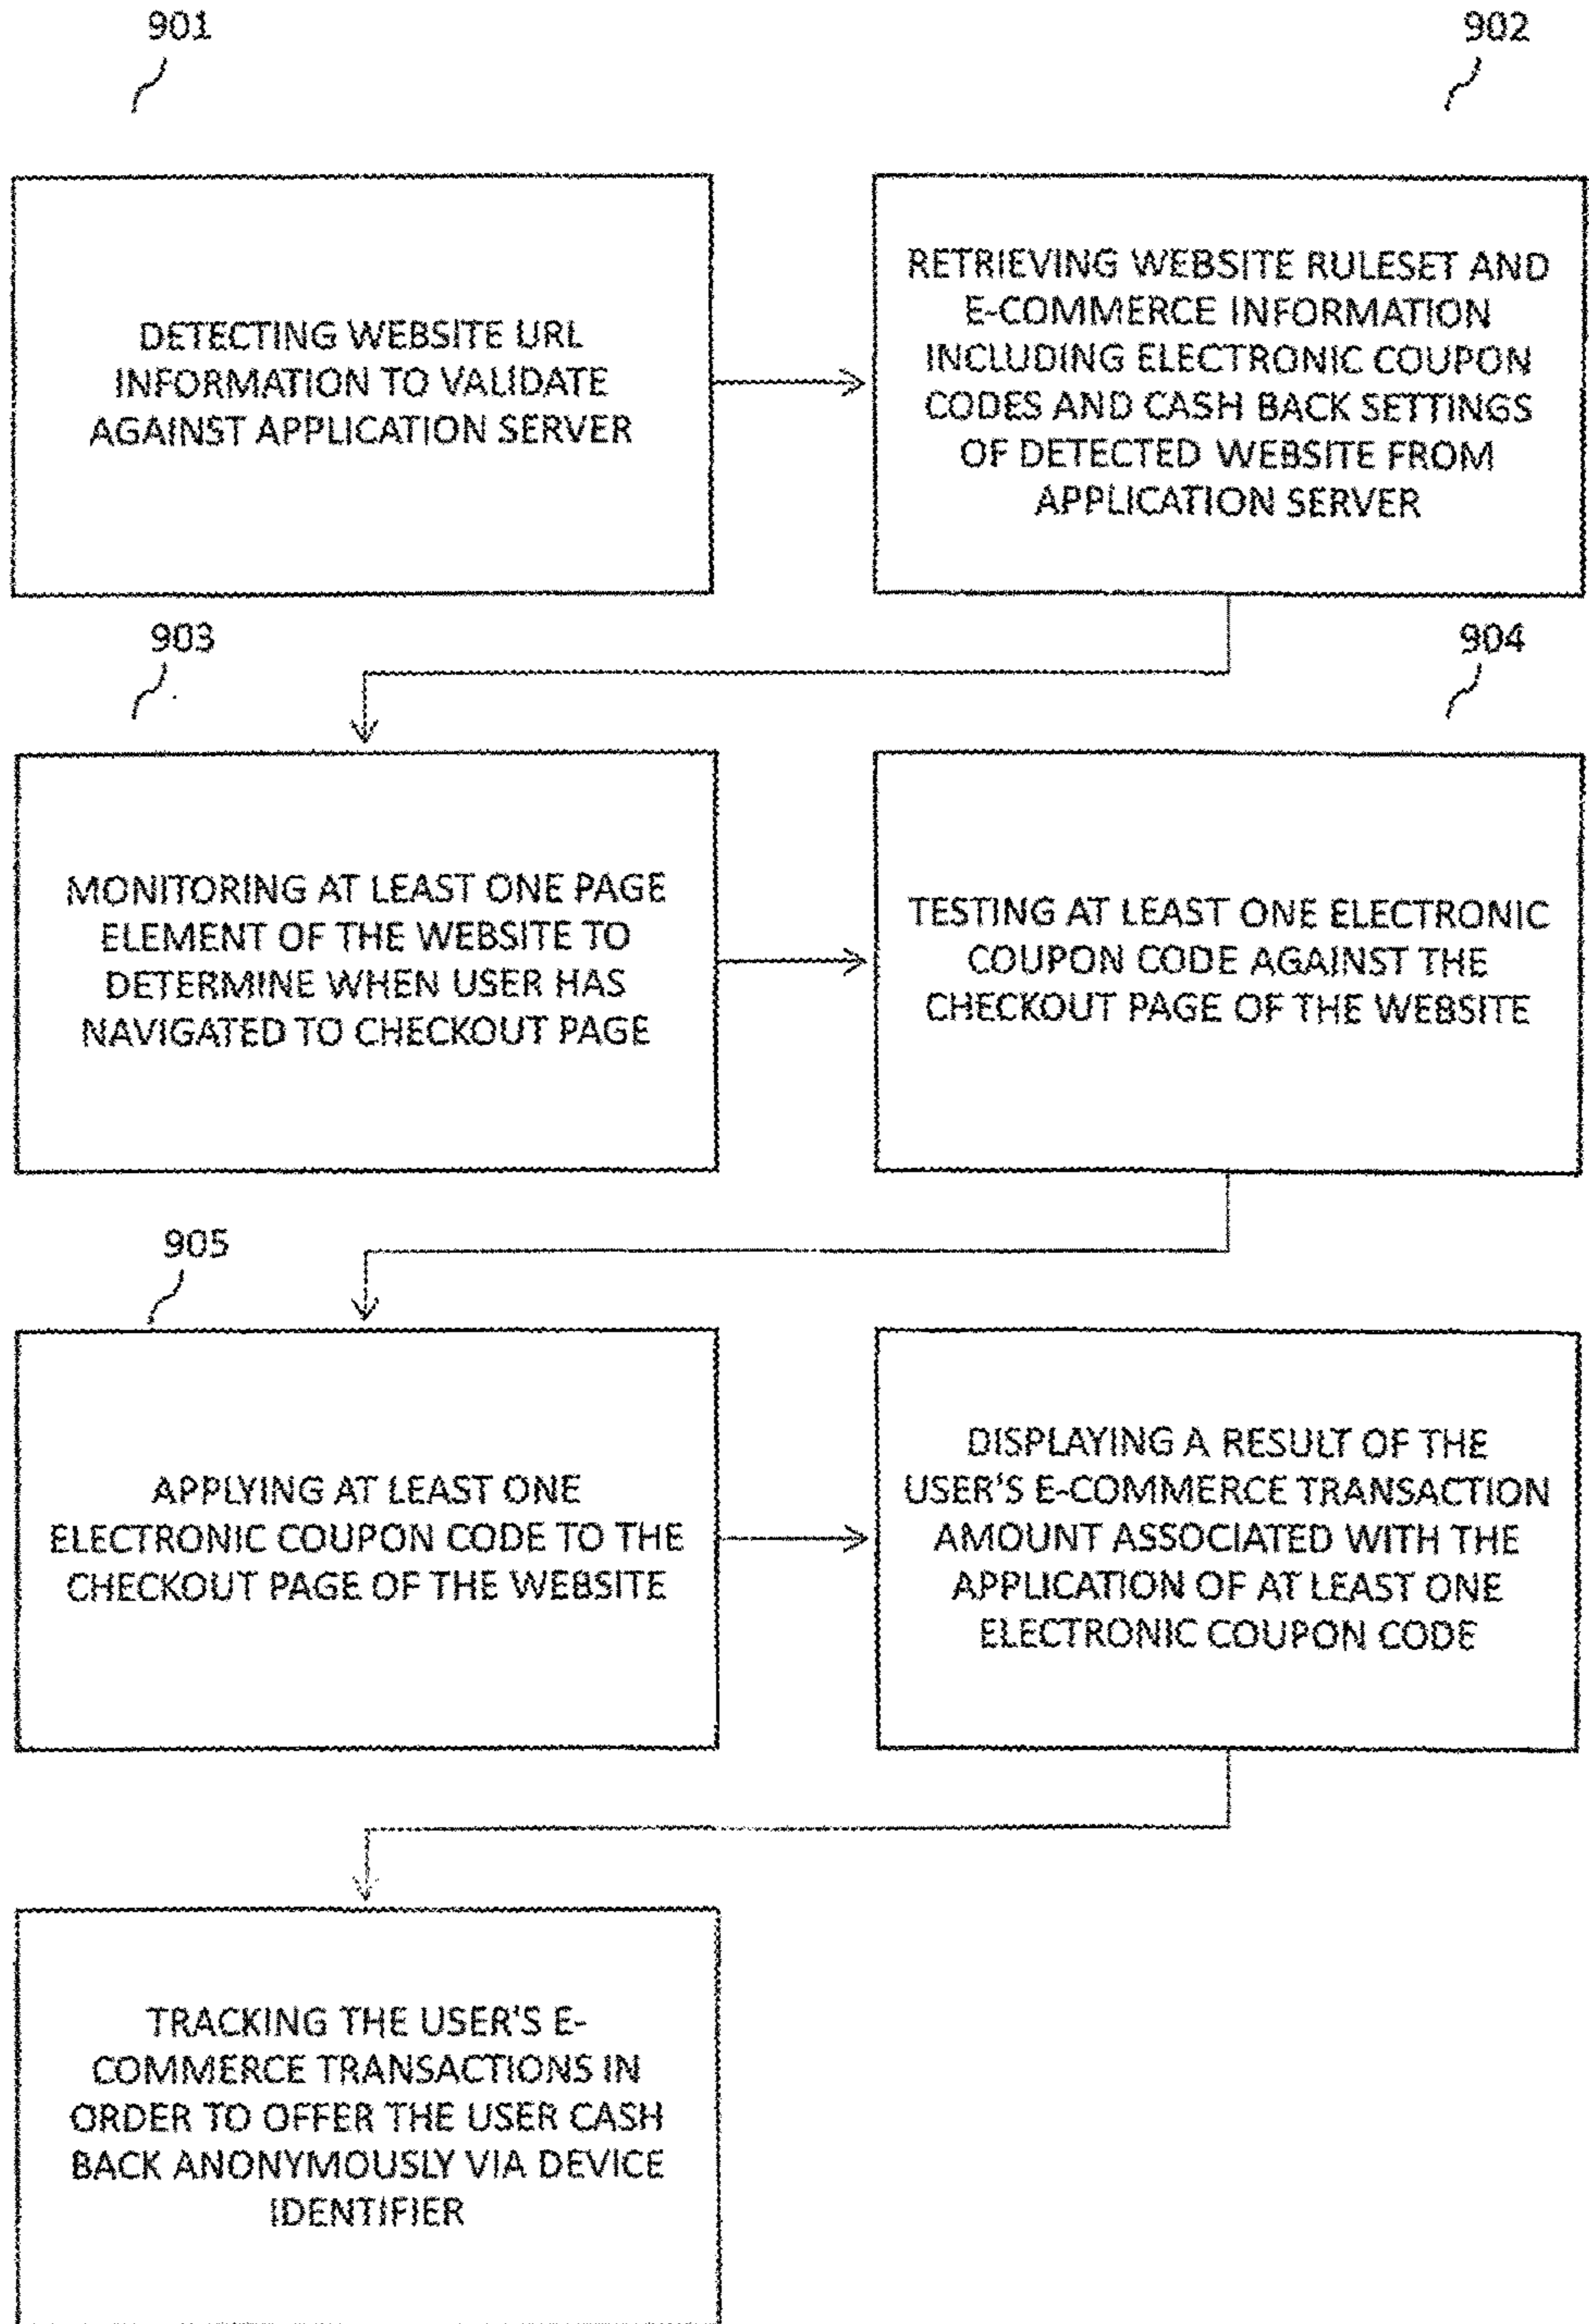 901
902
DETECTING WEBSITE URL
INFORMATION TO VALIDATE
AGAINST APPLICATION SERVER
RETRIEVING WEBSITE RULESET AND
E-COMMERCE INFORMATION
INCLUDING ELECTRONIC COUPON
CODES AND CASH BACK SETTINGS
OF DETECTED WEBSITE FROM
APPLICATION SERVER
903
904
MONITORING AT LEAST ONE PAGE
ELEMENT OF THE WEBSITE TO
DETERMINE WHEN USER HAS
NAVIGATED TO CHECKOUT PAGE
TESTING AT LEAST ONE ELECTRONIC
COUPON CODE AGAINST THE
CHECKOUT PAGE OF THE WEBSITE
905
APPLYING AT LEAST ONE
ELECTRONIC COUPON CODE TO THE
CHECKOUT PAGE OF THE WEBSITE
DISPLAYING A RESULT OF THE
USER'S E-COMMERCE TRANSACTION
AMOUNT ASSOCIATED WITH THE
APPLICATION OF AT LEAST ONE
ELECTRONIC COUPON CODE
TRACKING THE USER'S E-
COMMERCE TRANSACTIONS IN
ORDER TO OFFER THE USER CASH
BACK ANONYMOUSLY VIA DEVICE
IDENTIFIER